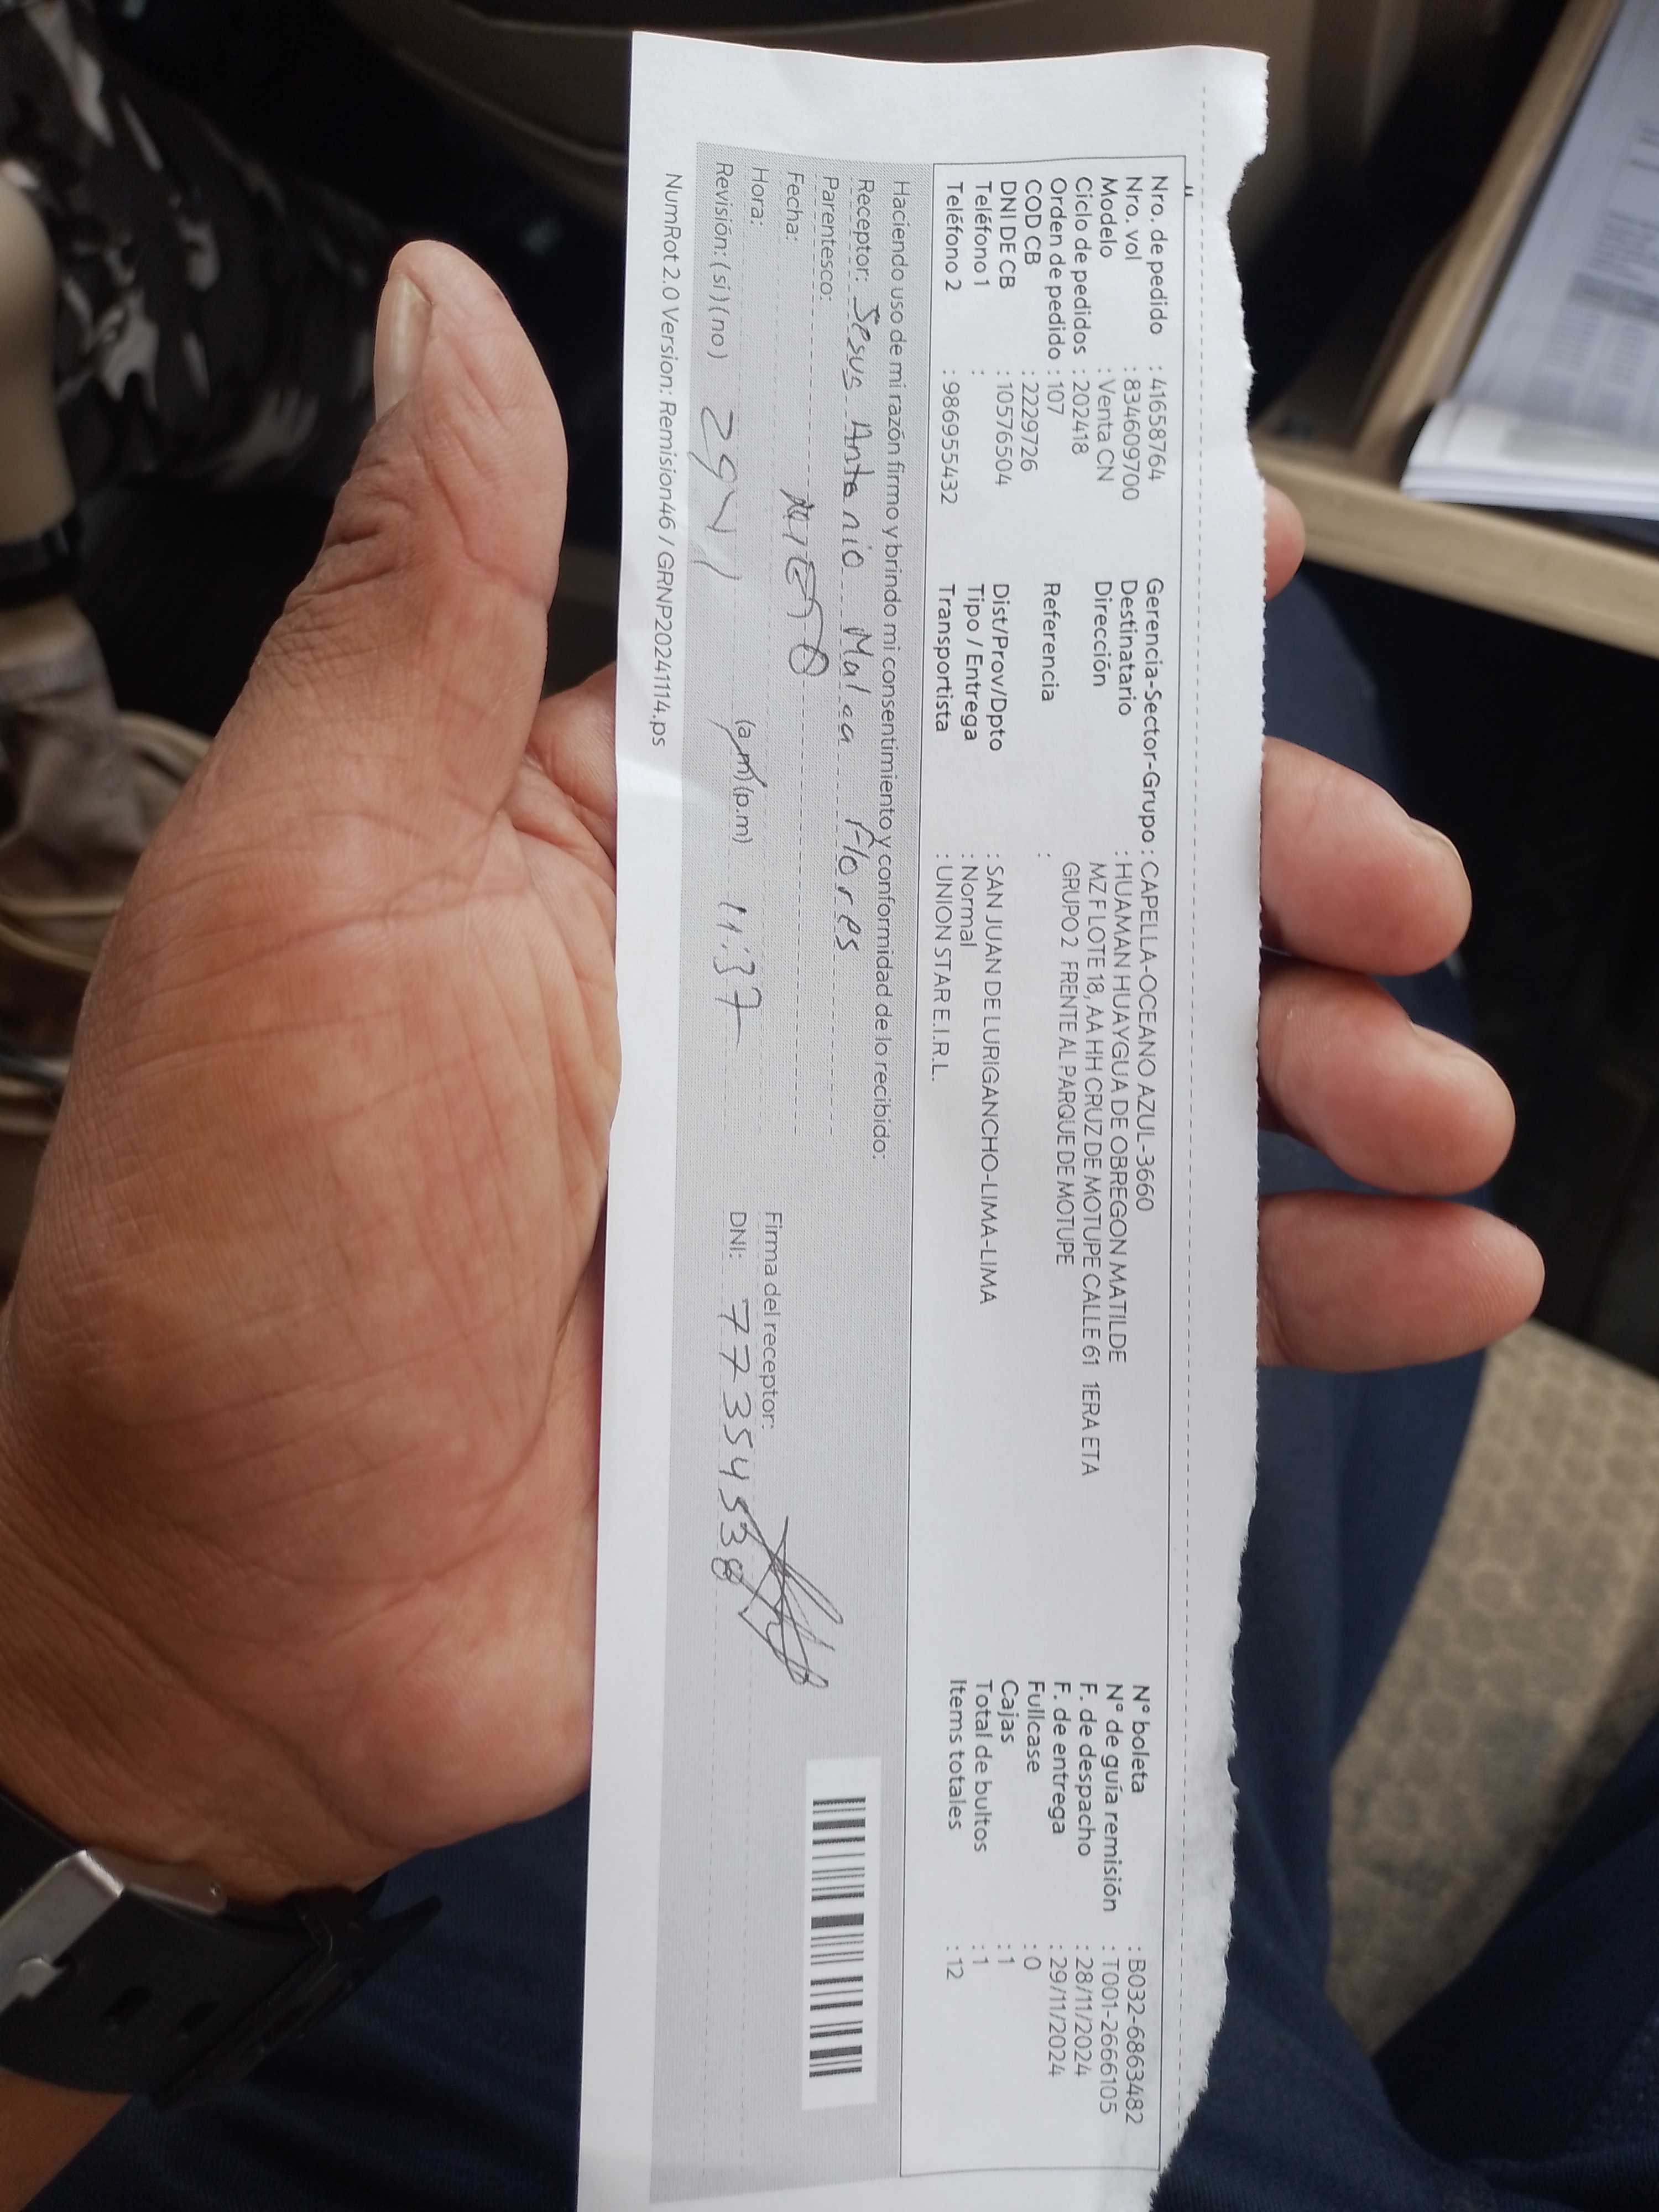 Nro. de pedido : 41658764
Nro. vol : 834609700
Modelo : Venta CN
Ciclo de pedidos : 202418
Orden de pedido : 107
COD CB : 2229726
DNI DE CB : 10576504
Teléfono 1 :
Teléfono 2 : 986955432
Gerencia-Sector-Grupo : CAPELLA-OCEANO AZUL-3660
Destinatario : HUAMAN HUAYGUA DE OBREGON MATILDE
Dirección MZ F LOTE 18, AA HH CRUZ DE MOTUPE CALLE 61 1ERA ETA
GRUPO 2 FRENTE AL PARQUE DE MOTUPE
Referencia :
Dist/Prov/Dpto : SAN JUAN DE LURIGANCHO-LIMA-LIMA
Tipo / Entrega : Normal
Transportista : UNION STAR E.I.R.L.
N° boleta : B032-6863482
N° de guía remisión : T001-2666105
F. de despacho : 28/11/2024
F. de entrega : 29/11/2024
Fullcase : 0
Cajas : 1
Total de bultos : 1
Items totales : 12
Haciendo uso de mi razón firmo y brindo mi consentimiento y conformidad de lo recibido:
Receptor: Jesus Antonio Malca Flores
Parentesco:
Fecha:
Hora: (a.m) (p.m) 11:37
Revisión: (si) (no)
Firma del receptor:
DNI: 77354538
NumRot 2.0 Version: Remision46 / GRNP20241114.ps